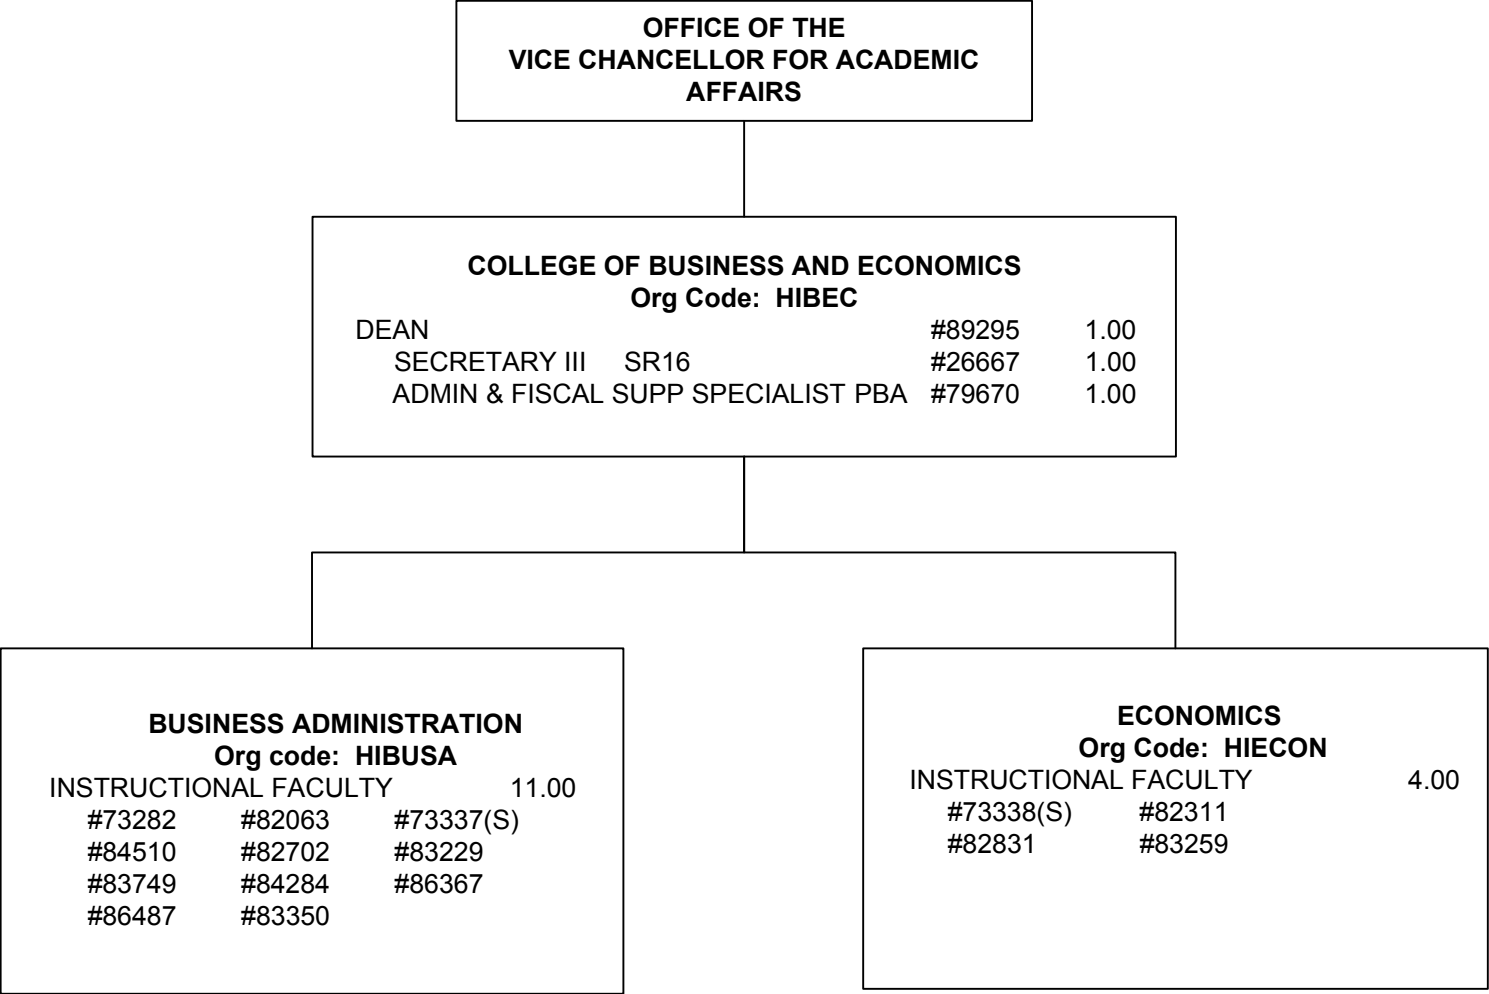 OFFICE OF THE
VICE CHANCELLOR FOR ACADEMIC
AFFAIRS
COLLEGE OF BUSINESS AND ECONOMICS
Org Code: HIBEC
DEAN #89295 1.00
SECRETARY III SR16 #26667 1.00
ADMIN & FISCAL SUPP SPECIALIST PBA #79670 1.00
BUSINESS ADMINISTRATION
Org code: HIBUSA
INSTRUCTIONAL FACULTY 11.00
#73282 #82063 #73337(S)
#84510 #82702 #83229
#83749 #84284 #86367
#86487 #83350
ECONOMICS
Org Code: HIECON
INSTRUCTIONAL FACULTY 4.00
#73338(S) #82311
#82831 #83259